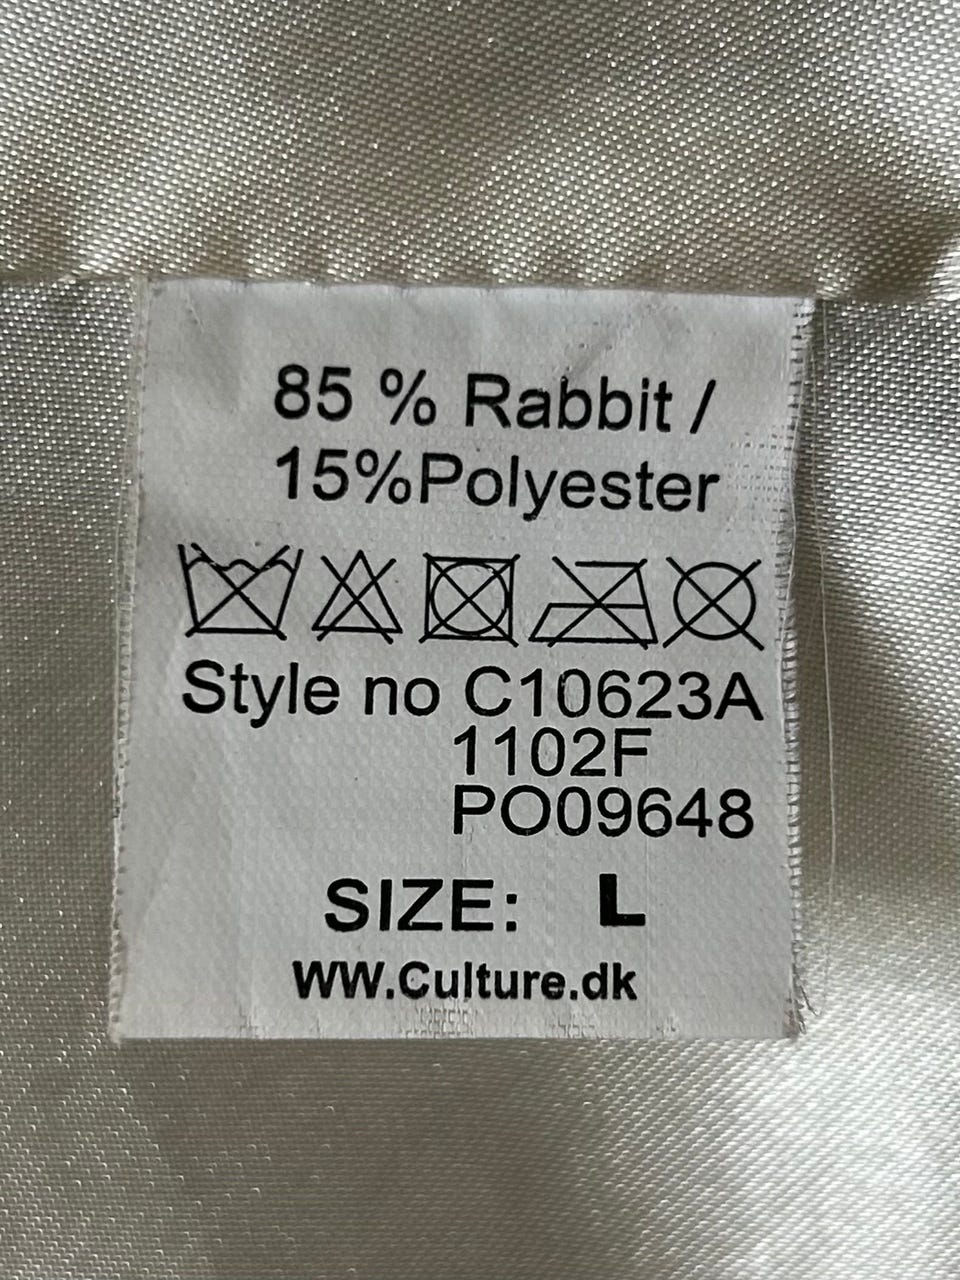 85 % Rabbit /
15%Polyester
Style no C10623A
1102F
PO09648
SIZE: L
WW.Culture.dk